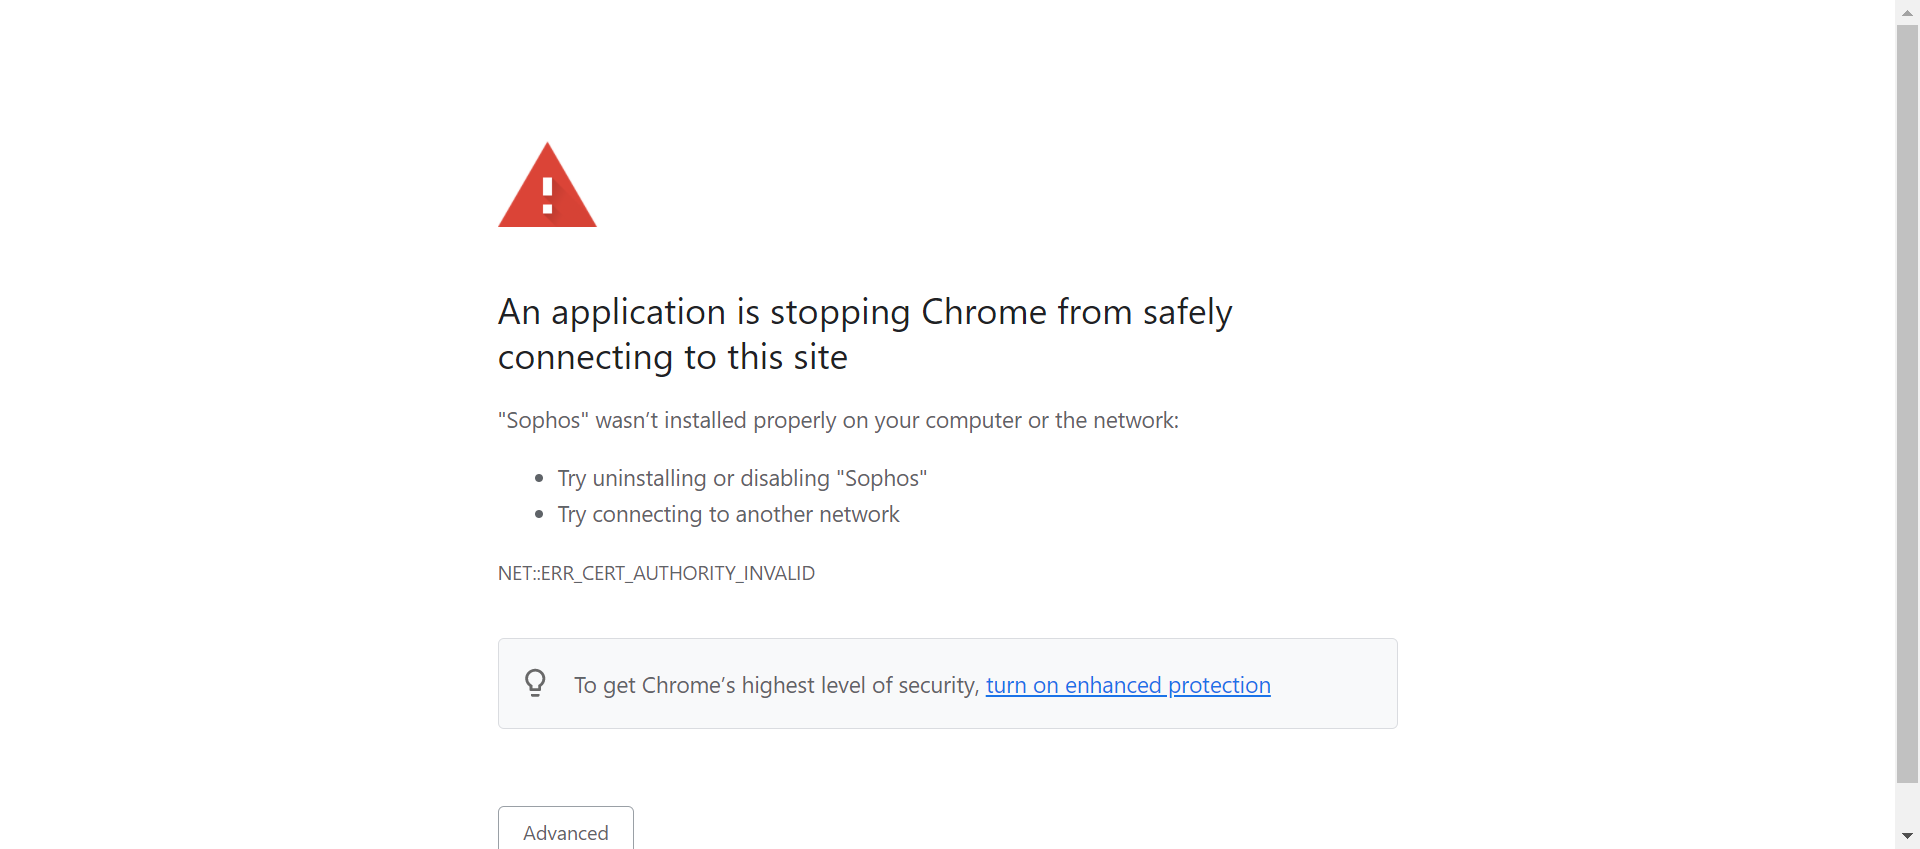 An application is stopping Chrome from safely
connecting to this site
"Sophos" wasn’t installed properly on your computer or the network:
Try uninstalling or disabling "Sophos"
Try connecting to another network
NET::ERR_CERT_AUTHORITY_INVALID
To get Chrome’s highest level of security, turn on enhanced protection
Advanced